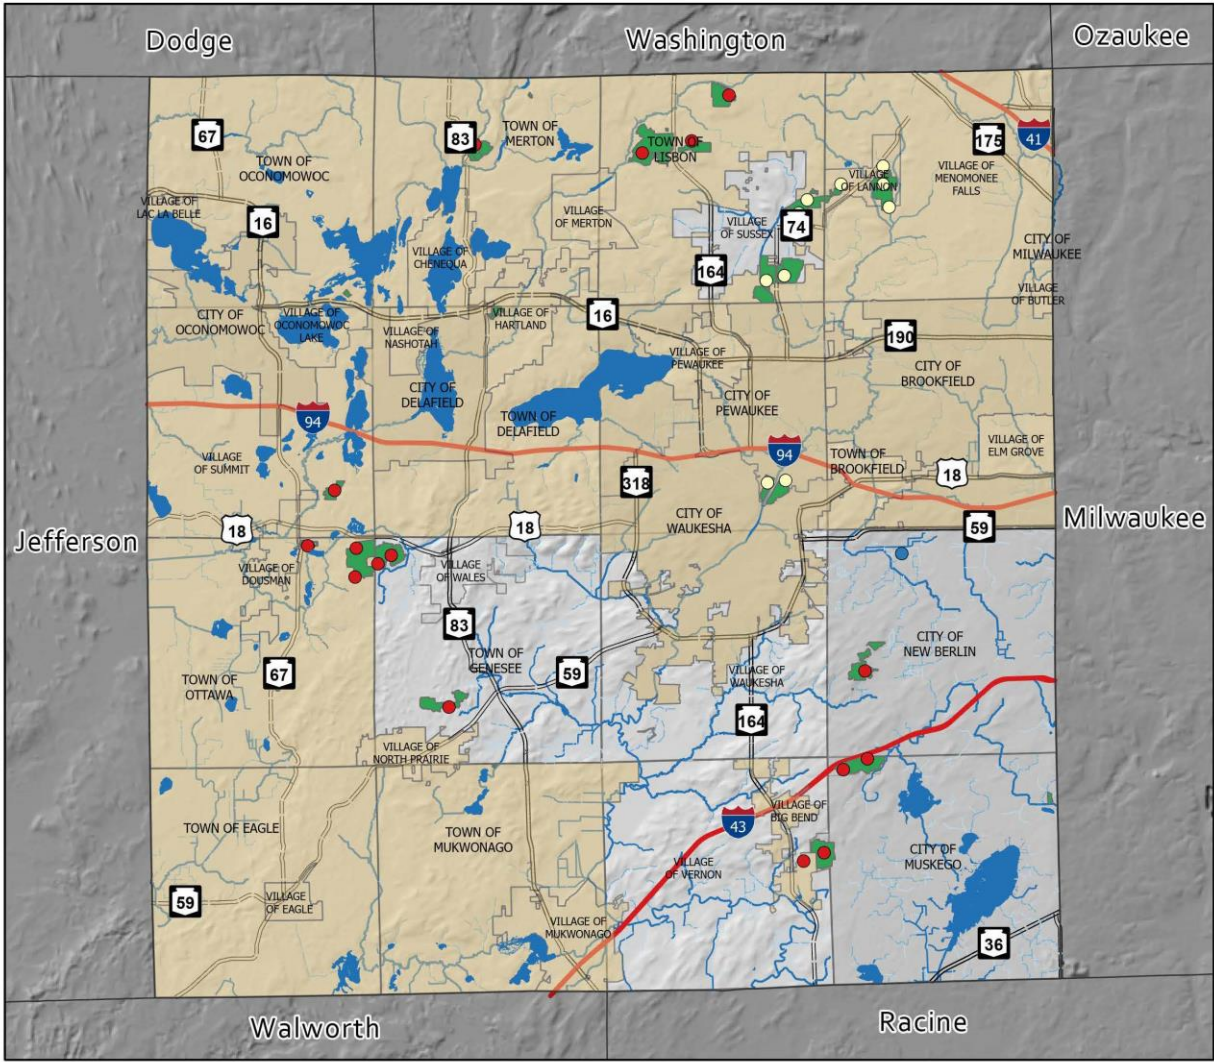 Dodge
Washington
Ozaukee
67
83
TOWN OF
MERTON
TOWN OF
LISBON
175
41
TOWN OF
OCONOMOWOC
VILLAGE
OF LANNON
VILLAGE OF
MENOMONEE
FALLS
VILLAGE OF
LAC LA BELLE
16
VILLAGE OF
MERTON
VILLAGE
OF SUSSEX
74
VILLAGE OF
CHENEQUA
164
CITY OF
MILWAUKEE
VILLAGE
OF BUTLER
CITY OF
OCONOMOWOC
VILLAGE OF
OCONOMOWOC
LAKE
VILLAGE OF
NASHOTAH
VILLAGE OF
HARTLAND
16
190
VILLAGE OF
PEWAUKEE
CITY OF
BROOKFIELD
CITY OF
DELAFIELD
CITY OF
PEWAUKEE
94
TOWN OF
DELAFIELD
VILLAGE OF
ELM GROVE
VILLAGE
OF SUMMIT
94
TOWN OF
BROOKFIELD
18
318
CITY OF
WAUKESHA
18
18
59
Jefferson
Milwaukee
VILLAGE OF
DOUSMAN
VILLAGE
OF WALES
83
TOWN OF
GENESEE
59
CITY OF
NEW BERLIN
67
TOWN OF
OTTAWA
VILLAGE OF
WAUKESHA
164
VILLAGE OF
NORTH PRAIRIE
TOWN OF EAGLE
TOWN OF
MUKWONAGO
43
VILLAGE OF
BIG BEND
VILLAGE
OF VERNON
CITY OF
MUSKEGO
59
VILLAGE
OF EAGLE
VILLAGE OF
MUKWONAGO
36
Walworth
Racine